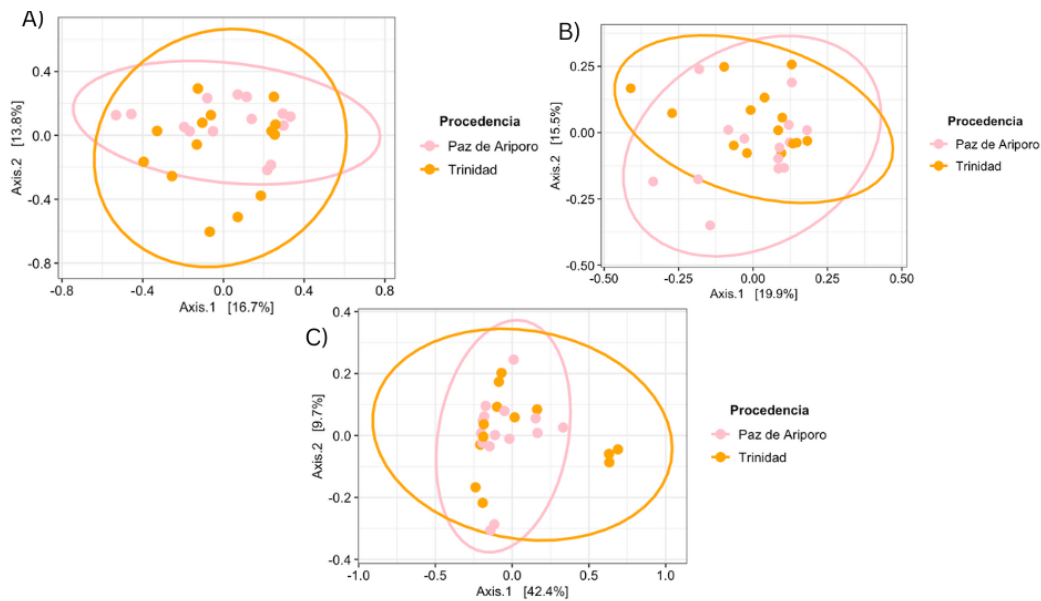 A)
Axis.2 [13.8%]
0.4
0.0
-0.4
-0.8
-0.8 -0.4 0.0 0.4 0.8
Axis.1 [16.7%]
Procedencia
Paz de Ariporo
Trinidad
B)
Axis.2 [15.5%]
0.25
0.00
-0.25
-0.50
-0.50 -0.25 0.00 0.25 0.50
Axis.1 [19.9%]
Procedencia
Paz de Ariporo
Trinidad
C)
Axis.2 [9.7%]
0.4
0.2
0.0
-0.2
-0.4
-1.0 -0.5 0.0 0.5 1.0
Axis.1 [42.4%]
Procedencia
Paz de Ariporo
Trinidad